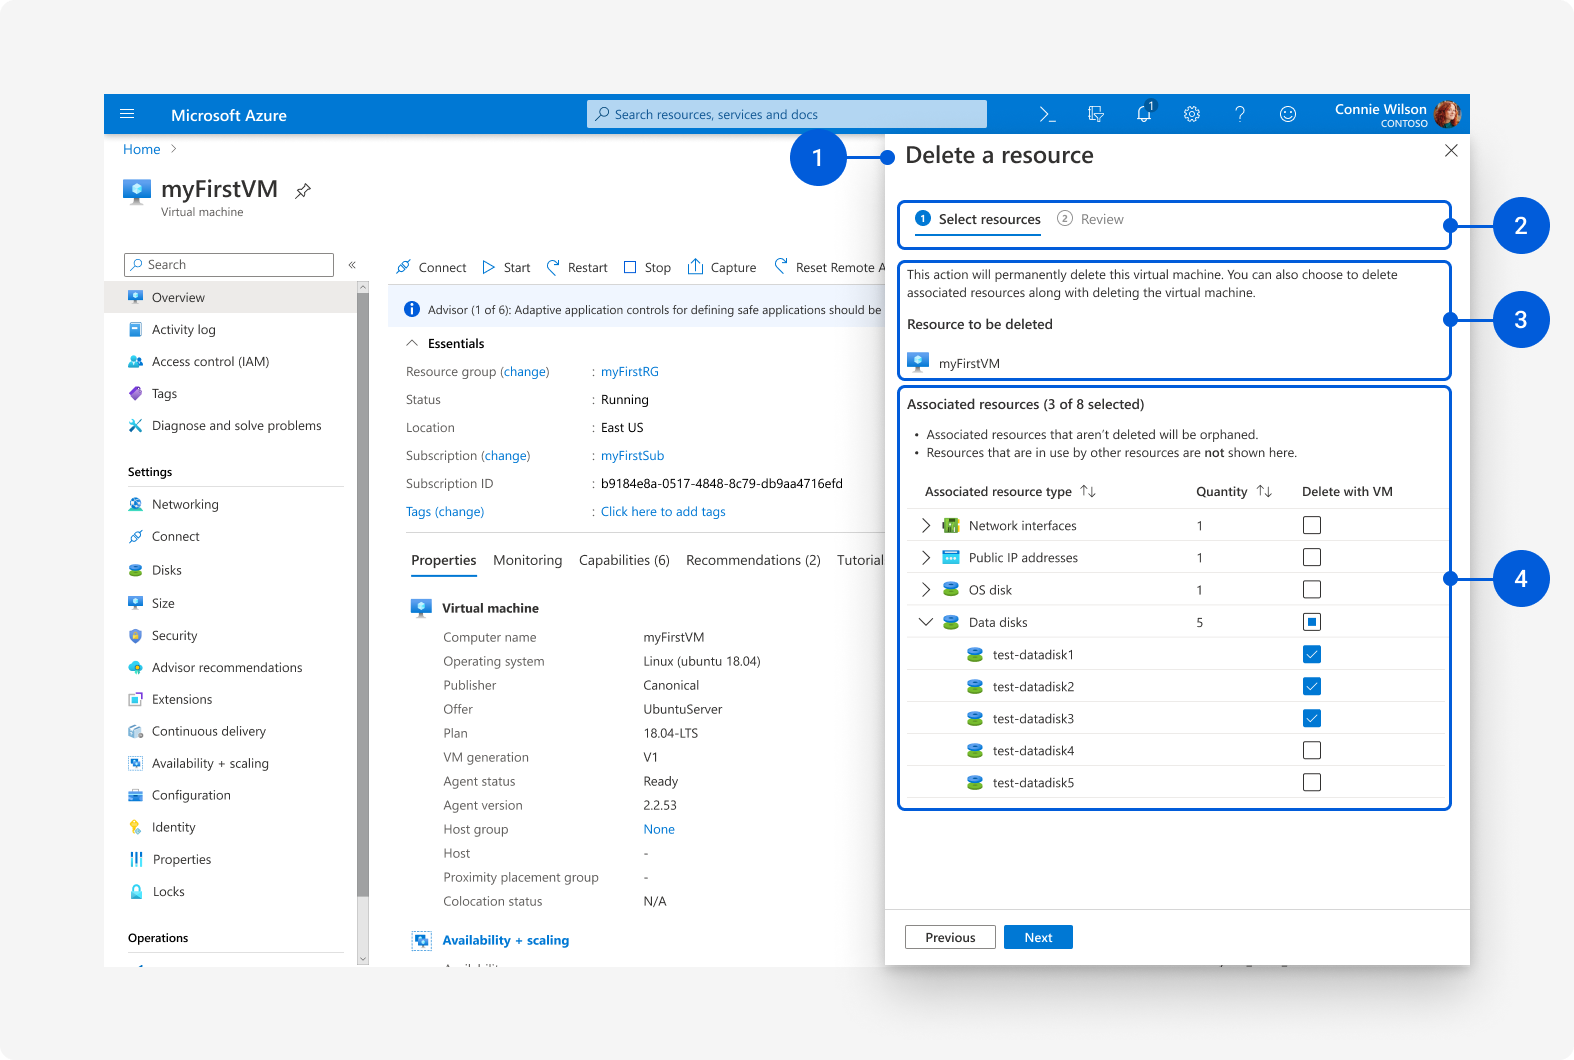 Microsoft Azure
Search resources, services and docs
1
Connie Wilson
CONTOSO
Home
myFirstVM
Virtual machine
Search
Overview
Activity log
Access control (IAM)
Tags
Diagnose and solve problems
Settings
Networking
Connect
Disks
Size
Security
Advisor recommendations
Extensions
Continuous delivery
Availability + scaling
Configuration
Identity
Properties
Locks
Operations
Connect Start Restart Stop Capture Reset Remote A
Advisor (1 of 6): Adaptive application controls for defining safe applications should be
Essentials
Resource group (change) : myFirstRG
Status : Running
Location : East US
Subscription (change) : myFirstSub
Subscription ID : b9184e8a-0517-4848-8c79-db9aa4716efd
Tags (change) : Click here to add tags
Properties Monitoring Capabilities (6) Recommendations (2) Tutorial
Virtual machine
Computer name myFirstVM
Operating system Linux (ubuntu 18.04)
Publisher Canonical
Offer UbuntuServer
Plan 18.04-LTS
VM generation V1
Agent status Ready
Agent version 2.2.53
Host group None
Host -
Proximity placement group -
Colocation status N/A
Availability + scaling
1
Delete a resource
1 Select resources 2 Review
2
This action will permanently delete this virtual machine. You can also choose to delete
associated resources along with deleting the virtual machine.
Resource to be deleted
myFirstVM
3
Associated resources (3 of 8 selected)
• Associated resources that aren't deleted will be orphaned.
• Resources that are in use by other resources are not shown here.
Associated resource type Quantity Delete with VM
Network interfaces 1
Public IP addresses 1
OS disk 1
Data disks 5
test-datadisk1
test-datadisk2
test-datadisk3
test-datadisk4
test-datadisk5
4
Previous Next